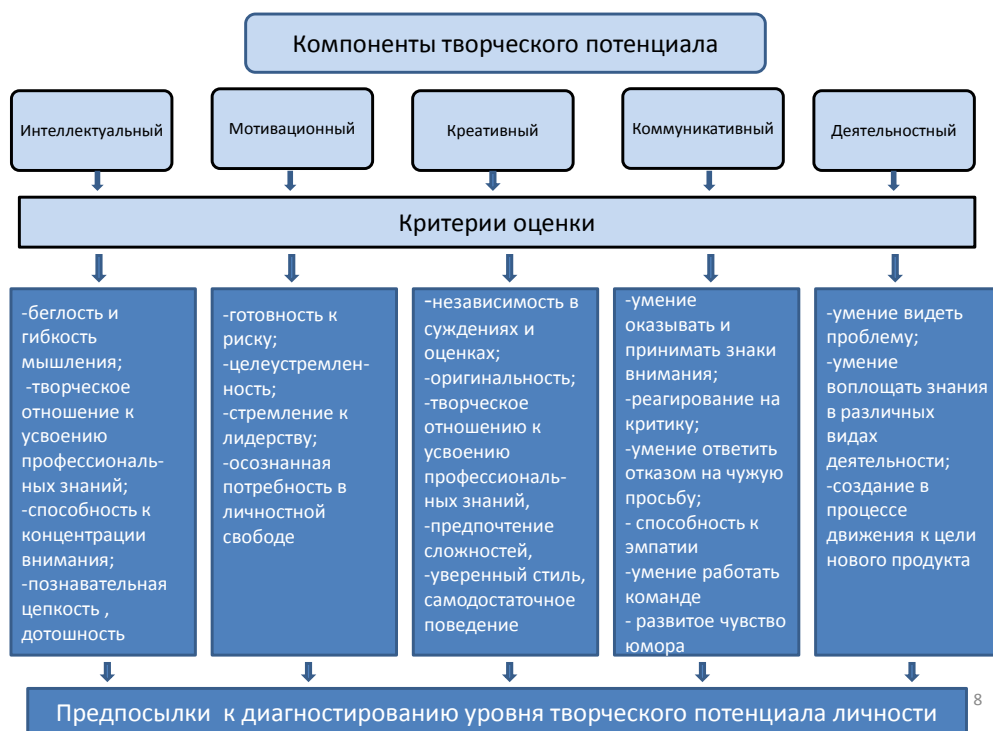 Компоненты творческого потенциала
Интеллектуальный
Мотивационный
Креативный
Коммуникативный
Деятельностный
Критерии оценки
-беглость и
гибкость
мышления;
-творческое
отношение к
усвоению
профессиональ-
ных знаний;
-способность к
концентрации
внимания;
-познавательная
цепкость ,
дотошность
-готовность к
риску;
-целеустремлен-
ность;
-стремление к
лидерству;
-осознанная
потребность в
личностной
свободе
-независимость в
суждениях и
оценках;
-оригинальность;
-творческое
отношению к
усвоению
профессиональ-
ных знаний,
-предпочтение
сложностей,
-уверенный стиль,
самодостаточное
поведение
-умение
оказывать и
принимать знаки
внимания;
-реагирование на
критику;
-умение ответить
отказом на чужую
просьбу;
- способность к
эмпатии
-умение работать
команде
- развитое чувство
юмора
-умение видеть
проблему;
-умение
воплощать знания
в различных
видах
деятельности;
-создание в
процессе
движения к цели
нового продукта
Предпосылки к диагностированию уровня творческого потенциала личности
8